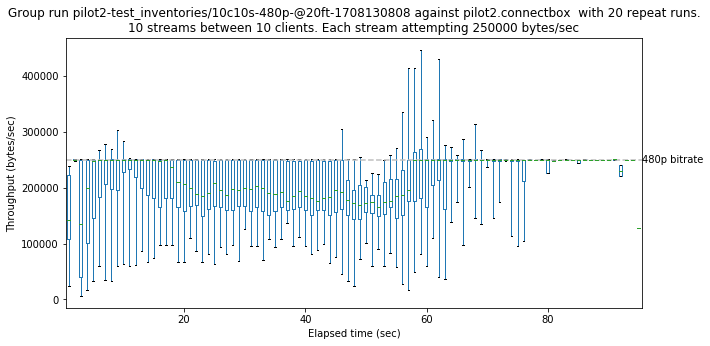 Group run pilot2-test_inventories/10c10s-480p-@20ft-1708130808 against pilot2.connectbox  with 20 repeat runs.
10 streams between 10 clients. Each stream attempting 250000 bytes/sec
Throughput (bytes/sec)
400000
300000
200000
100000
0
480p bitrate
20
40
60
80
Elapsed time (sec)